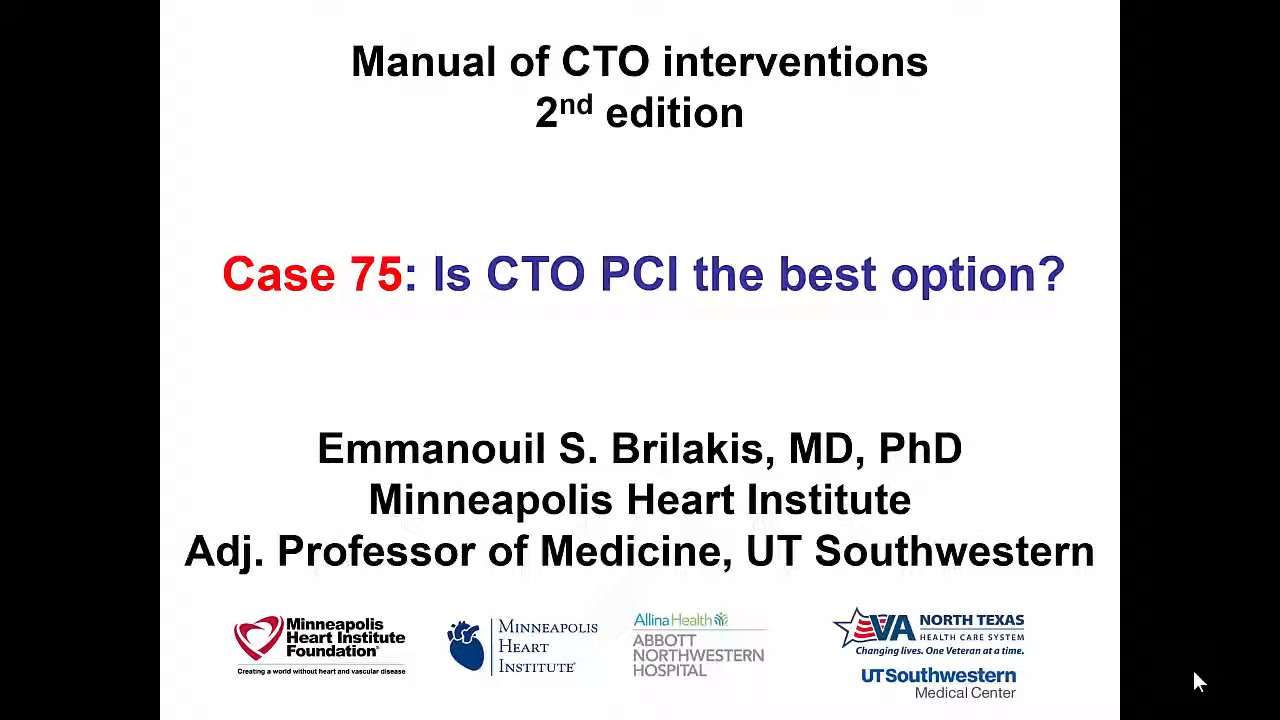 Manual of CTO interventions
2nd edition
Case 75: Is CTO PCI the best option?
Emmanouil S. Brilakis, MD, PhD
Minneapolis Heart Institute
Adj. Professor of Medicine, UT Southwestern
Minneapolis
Heart Institute
Foundation®
Creating a world without heart and vascular disease
MINNEAPOLIS
HEART
INSTITUTE®
Allina Health
ABBOTT
NORTHWESTERN
HOSPITAL
VA NORTH TEXAS
HEALTH CARE SYSTEM
Changing lives. One Veteran at a time.
UTSouthwestern
Medical Center